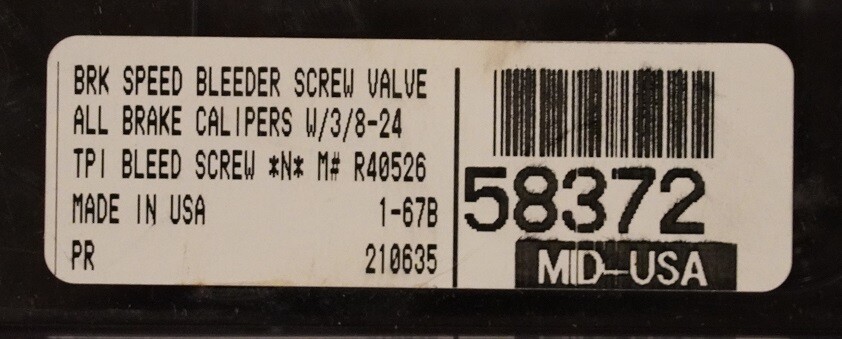 BRK SPEED BLEEDER SCREW VALVE
ALL BRAKE CALIPERS W/3/8-24
TPI BLEED SCREW *N* M# R40526
MADE IN USA 1-67B
PR 210635
58372
MID-USA